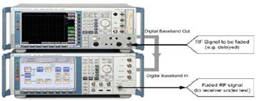 Digital Baseband Out
RF Signal to be faded
(e.g. delayed)
Digital Baseband In
Faded RF signal
(to receiver under test)